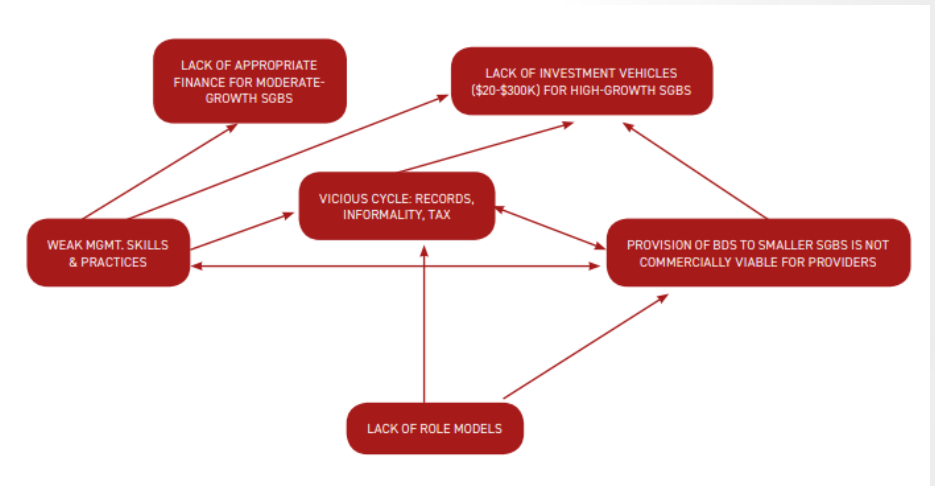 LACK OF APPROPRIATE
FINANCE FOR MODERATE-
GROWTH SGBS
LACK OF INVESTMENT VEHICLES
($20-$300K) FOR HIGH-GROWTH SGBS
VICIOUS CYCLE: RECORDS,
INFORMALITY, TAX
WEAK MGMT. SKILLS
& PRACTICES
PROVISION OF BDS TO SMALLER SGBS IS NOT
COMMERCIALLY VIABLE FOR PROVIDERS
LACK OF ROLE MODELS